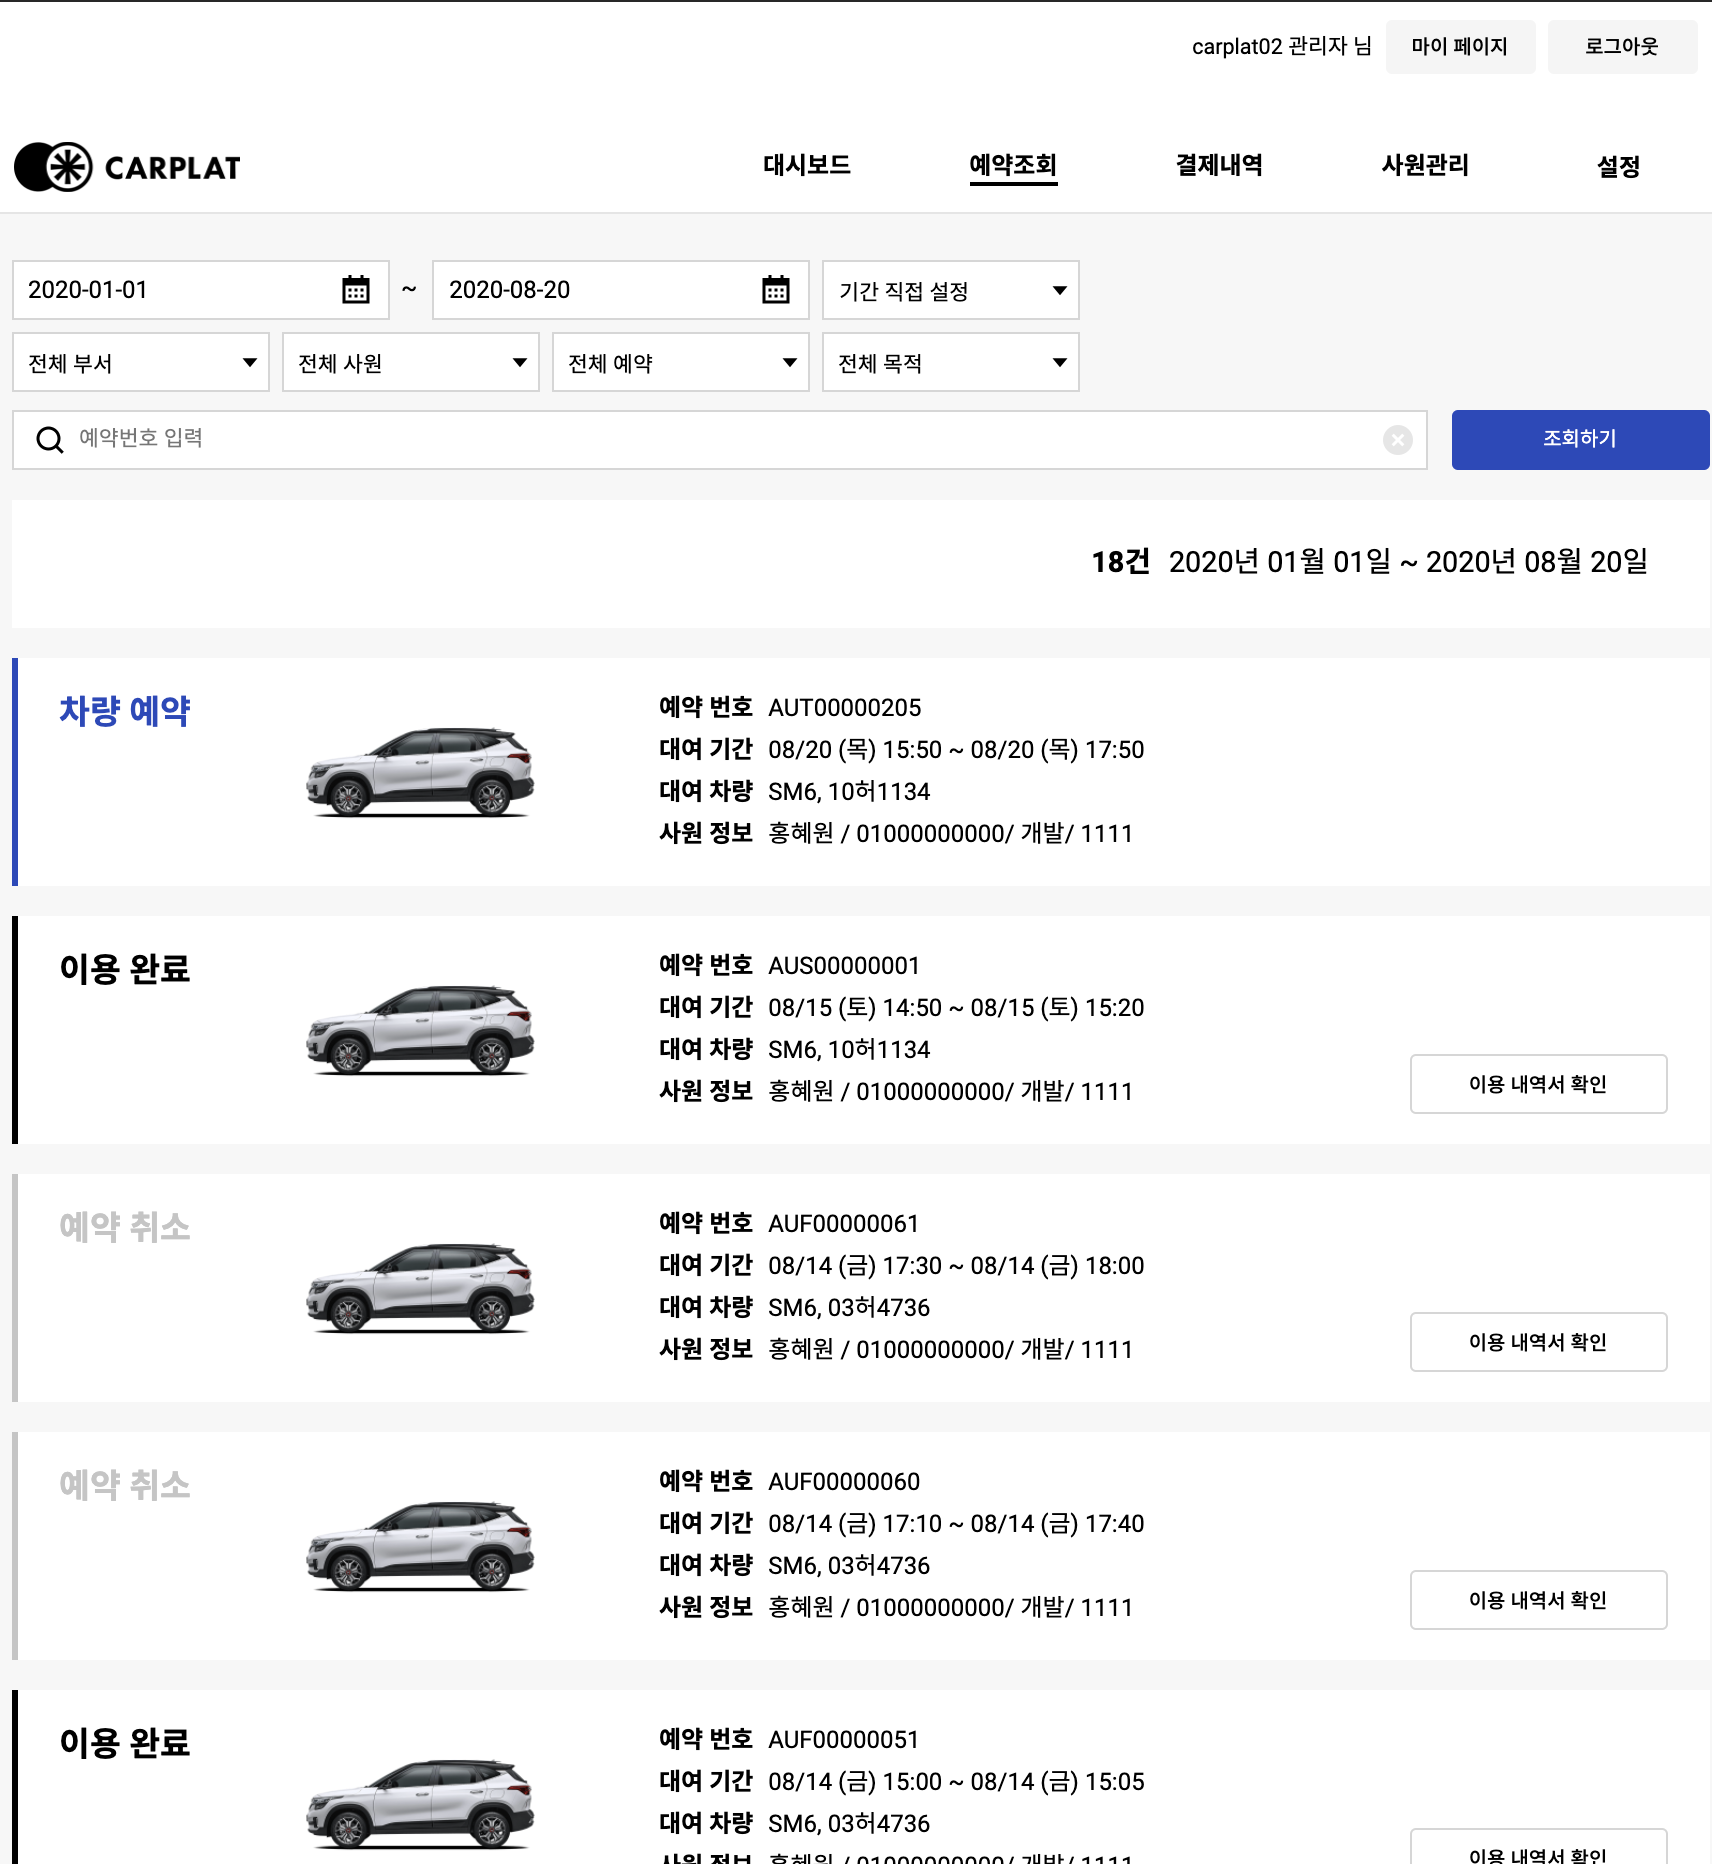 carplat02 관리자 님 마이 페이지 로그아웃
CARPLAT 대시보드 예약조회 결제내역 사원관리 설정
2020-01-01 ~ 2020-08-20 기간 직접 설정
전체 부서 전체 사원 전체 예약 전체 목적
예약번호 입력 조회하기
18건 2020년 01월 01일 ~ 2020년 08월 20일
차량 예약
예약 번호 AUT00000205
대여 기간 08/20 (목) 15:50 ~ 08/20 (목) 17:50
대여 차량 SM6, 10허1134
사원 정보 홍혜원 / 01000000000/ 개발/ 1111
이용 완료
예약 번호 AUS00000001
대여 기간 08/15 (토) 14:50 ~ 08/15 (토) 15:20
대여 차량 SM6, 10허1134
사원 정보 홍혜원 / 01000000000/ 개발/ 1111
이용 내역서 확인
예약 취소
예약 번호 AUF00000061
대여 기간 08/14 (금) 17:30 ~ 08/14 (금) 18:00
대여 차량 SM6, 03허4736
사원 정보 홍혜원 / 01000000000/ 개발/ 1111
이용 내역서 확인
예약 취소
예약 번호 AUF00000060
대여 기간 08/14 (금) 17:10 ~ 08/14 (금) 17:40
대여 차량 SM6, 03허4736
사원 정보 홍혜원 / 01000000000/ 개발/ 1111
이용 내역서 확인
이용 완료
예약 번호 AUF00000051
대여 기간 08/14 (금) 15:00 ~ 08/14 (금) 15:05
대여 차량 SM6, 03허4736
사원 정보 홍혜원 / 01000000000/ 개발/ 1111
이용 내역서 확인